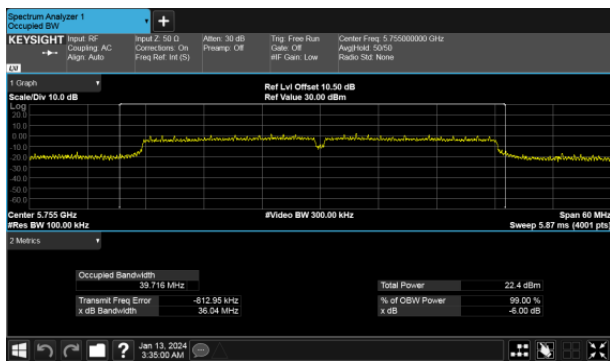 Spectrum Analyzer 1
Occupied BW
KEYSIGHT Input: RF Input Z: 50 Ω Atten: 30 dB Trig: Free Run Center Freq: 5.755000000 GHz
Coupling: AC Corrections: On Preamp: Off Gate: Off Avg|Hold: 50/50
Align: Auto Freq Ref: Int (S) #IF Gain: Low Radio Std: None
LXI
1 Graph
Ref Lvl Offset 10.50 dB
Scale/Div 10.0 dB Ref Value 30.00 dBm
Log
20.0
10.0
0.00
-10.0
-20.0
-30.0
-40.0
-50.0
-60.0
Center 5.755 GHz #Video BW 300.00 kHz Span 60 MHz
#Res BW 100.00 kHz Sweep 5.87 ms (4001 pts)
2 Metrics
Occupied Bandwidth
39.716 MHz Total Power 22.4 dBm
Transmit Freq Error -812.95 kHz % of OBW Power 99.00 %
x dB Bandwidth 36.04 MHz x dB -6.00 dB
Jan 13, 2024
3:35:00 AM